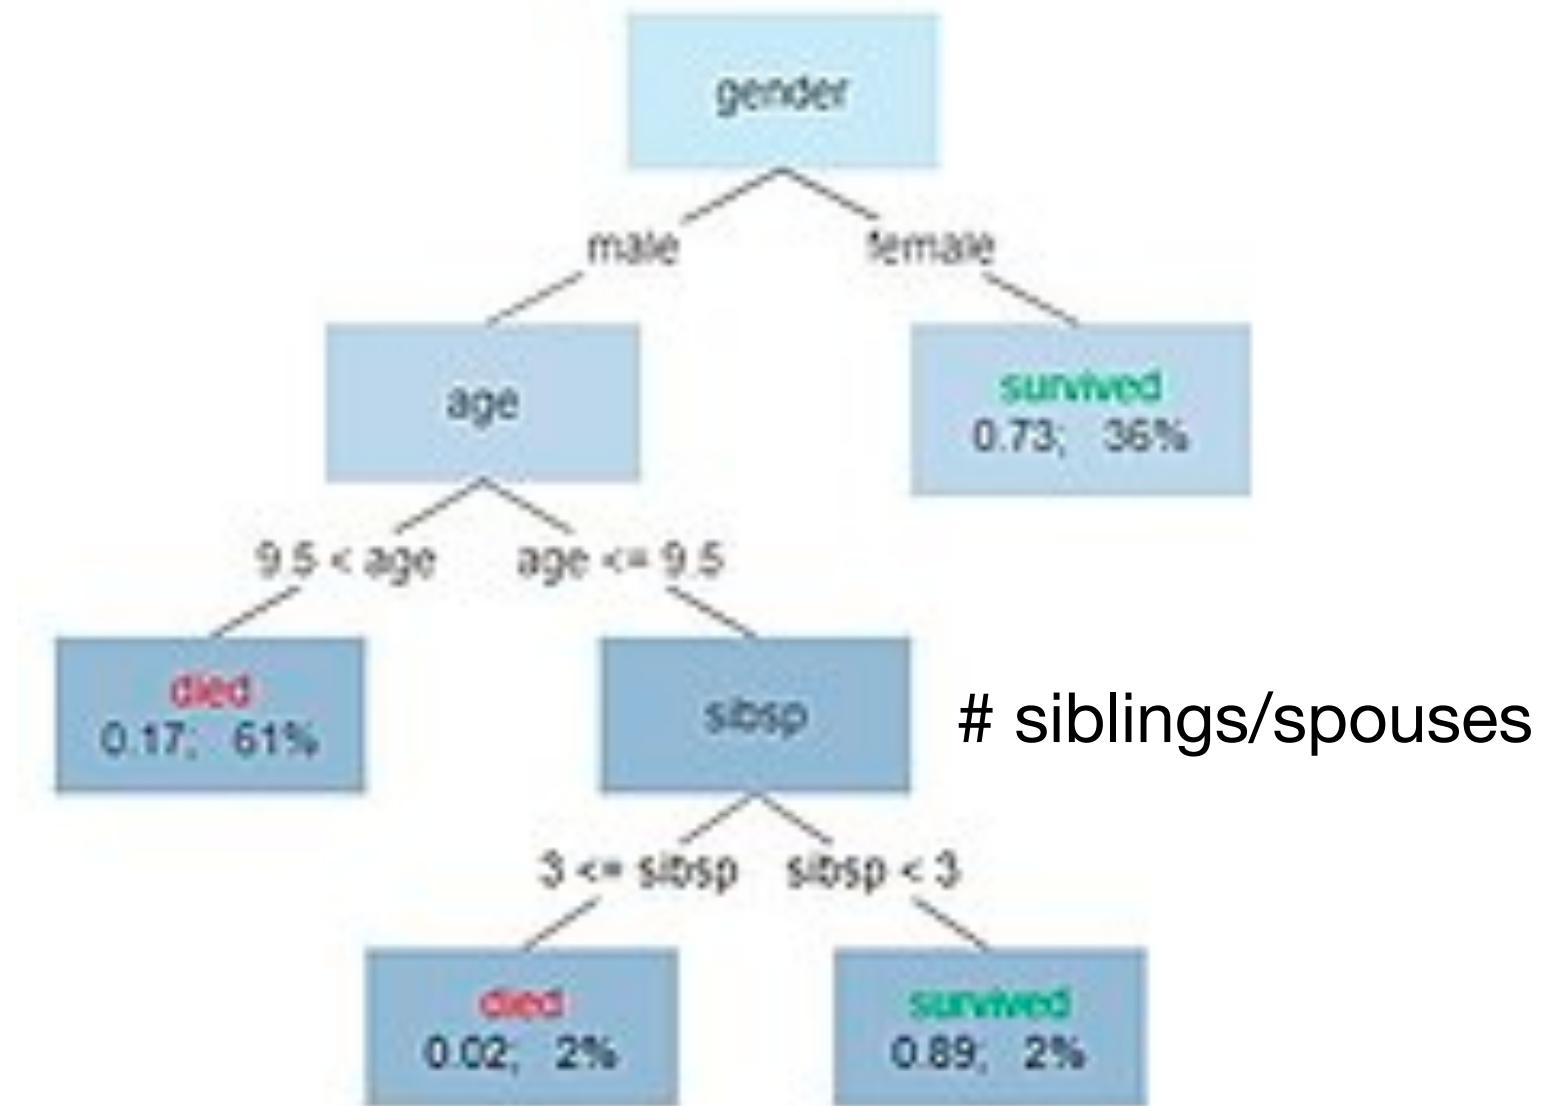 gender
male
female
age
survived
0.73; 36%
9.5 < age
age <= 9.5
died
0.17; 61%
sibsp
# siblings/spouses
3 <= sibsp
sibsp < 3
died
0.02; 2%
survived
0.89; 2%